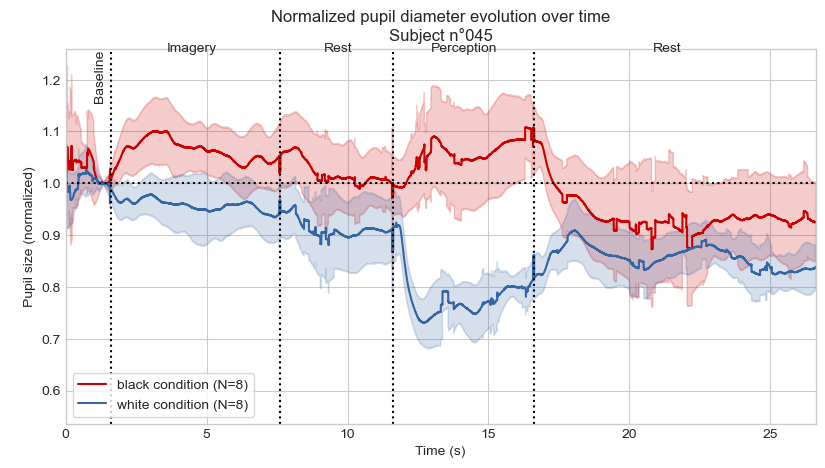 Normalized pupil diameter evolution over time
Subject n°045
Imagery
Rest
Perception
Rest
Baseline
1.2
1.1
1.0
0.9
0.8
0.7
0.6
Pupil size (normalized)
black condition (N=8)
white condition (N=8)
0
5
10
15
20
25
Time (s)